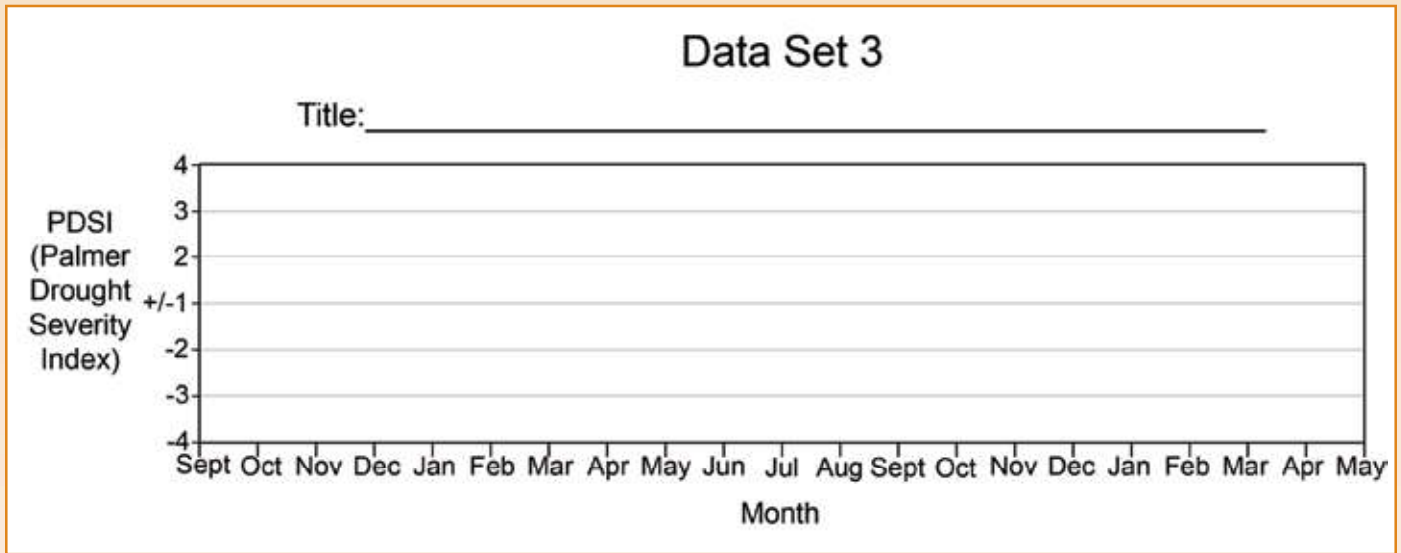 Data Set 3
Title:
4
3
2
+/-1
-2
-3
-4
PDSI
(Palmer
Drought
Severity
Index)
Sept Oct Nov Dec Jan Feb Mar Apr May Jun Jul Aug Sept Oct Nov Dec Jan Feb Mar Apr May
Month